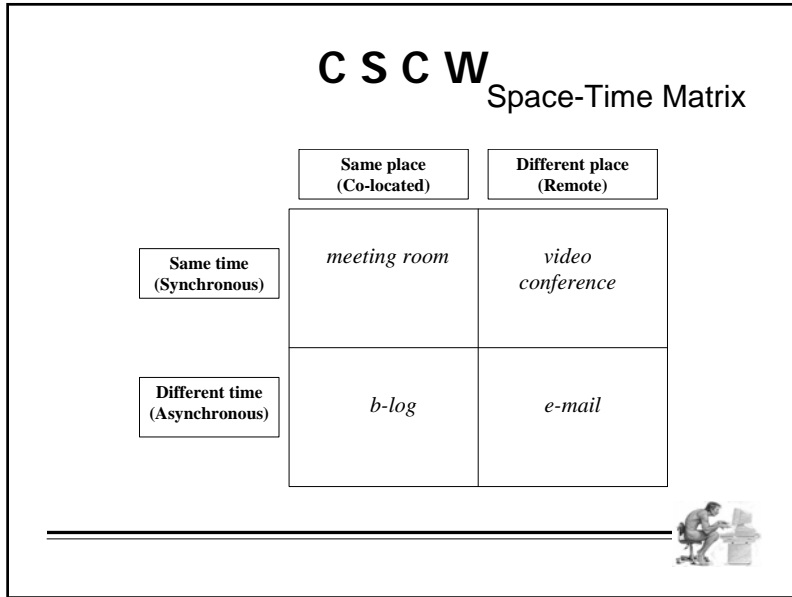 C S C W
Space-Time Matrix
Same place
(Co-located)
Different place
(Remote)
Same time
(Synchronous)
meeting room
video
conference
Different time
(Asynchronous)
b-log
e-mail